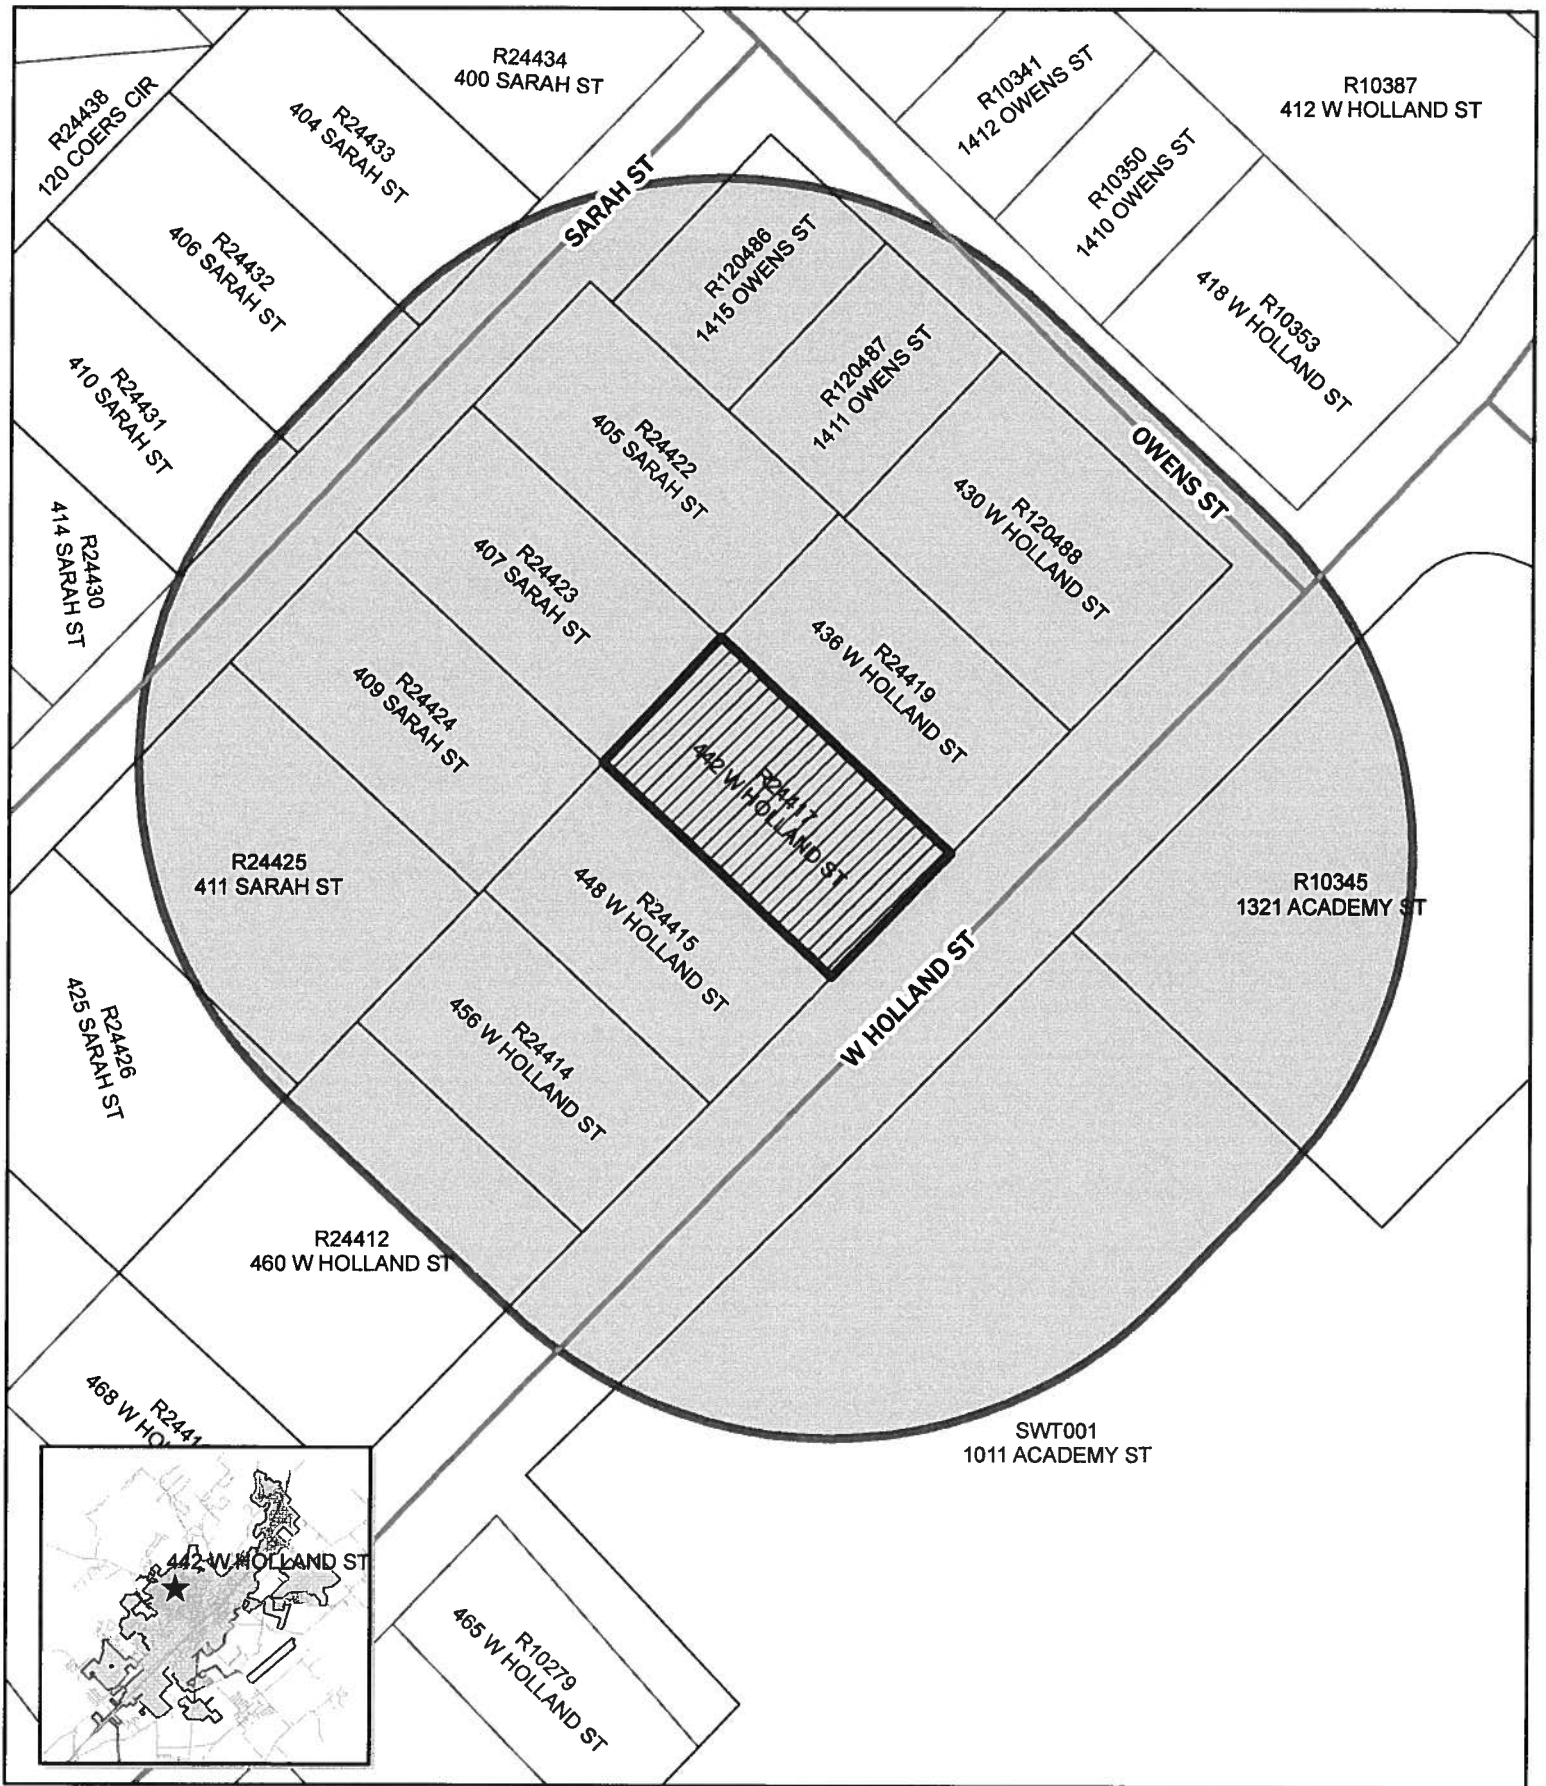 R24434
400 SARAH ST
R10341
1412 OWENS ST
R10387
412 W HOLLAND ST
R24438
120 COERS CIR
R24433
404 SARAH ST
R10350
1410 OWENS ST
SARAH ST
R24432
406 SARAH ST
R120486
1415 OWENS ST
R10353
418 W HOLLAND ST
R24431
410 SARAH ST
R120487
1411 OWENS ST
R24422
405 SARAH ST
OWENS ST
R24430
414 SARAH ST
R24423
407 SARAH ST
R120488
430 W HOLLAND ST
R24424
409 SARAH ST
R24419
436 W HOLLAND ST
R24417
442 W HOLLAND ST
R24425
411 SARAH ST
R10345
1321 ACADEMY ST
R24415
448 W HOLLAND ST
W HOLLAND ST
R24426
425 SARAH ST
R24414
456 W HOLLAND ST
R24412
460 W HOLLAND ST
R2441
468 W HO
SWT001
1011 ACADEMY ST
442 W HOLLAND ST
R10279
465 W HOLLAND ST